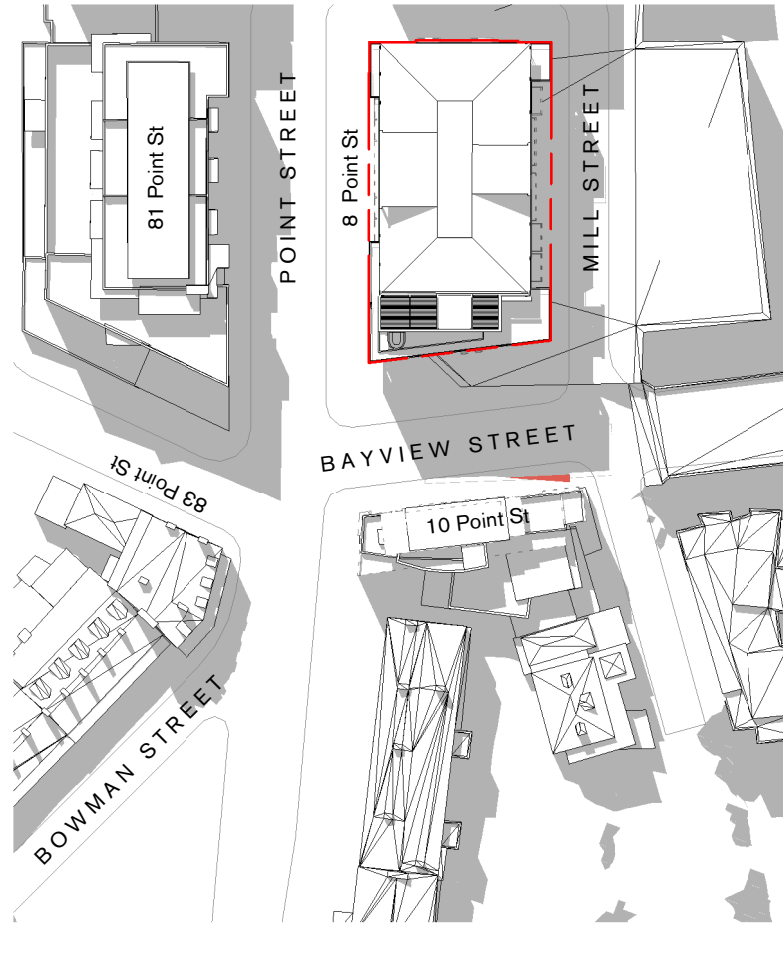 81 Point St
POINT STREET
8 Point St
MILL STREET
BAYVIEW STREET
83 Point St
10 Point St
BOWMAN STREET